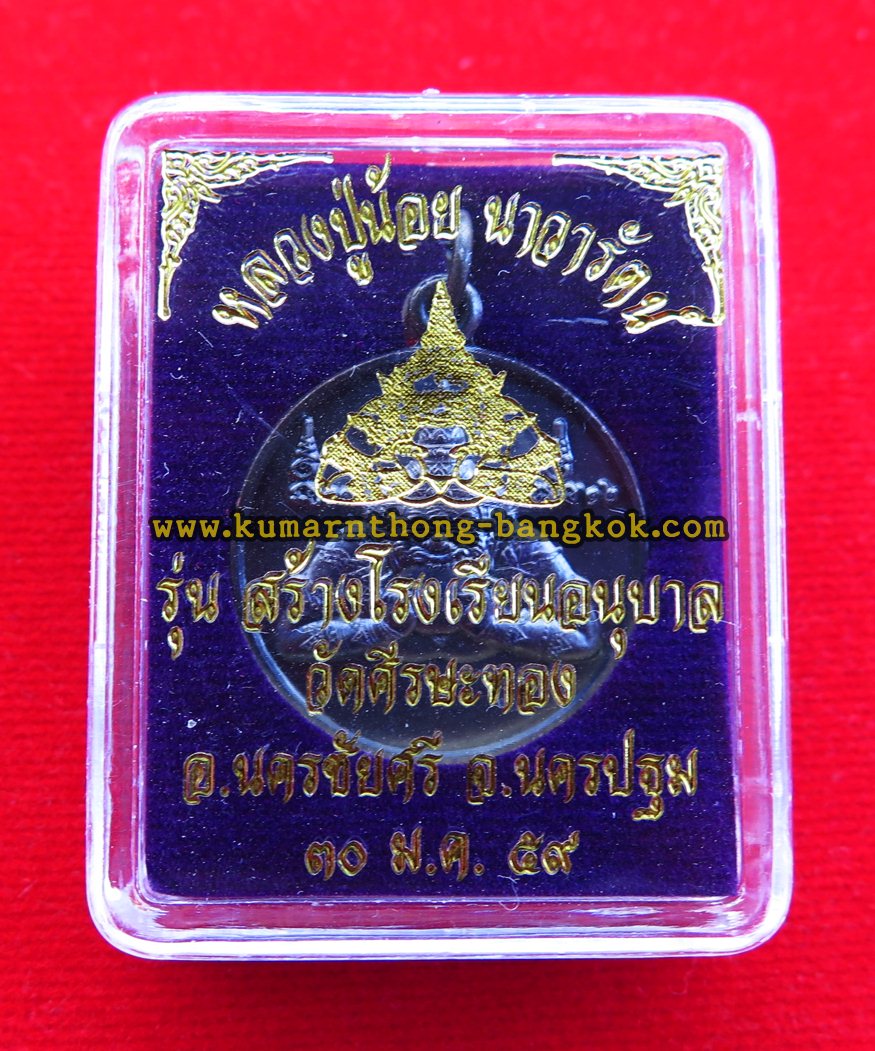 หลวงปู่น้อย นาวารัตน์
www.kumarnthong-bangkok.com
รุ่น สร้างโรงเรียนอนุบาล
วัดศีรษะทอง
อ.นครชัยศรี จ.นครปฐม
๓๐ ม.ค. ๕๙